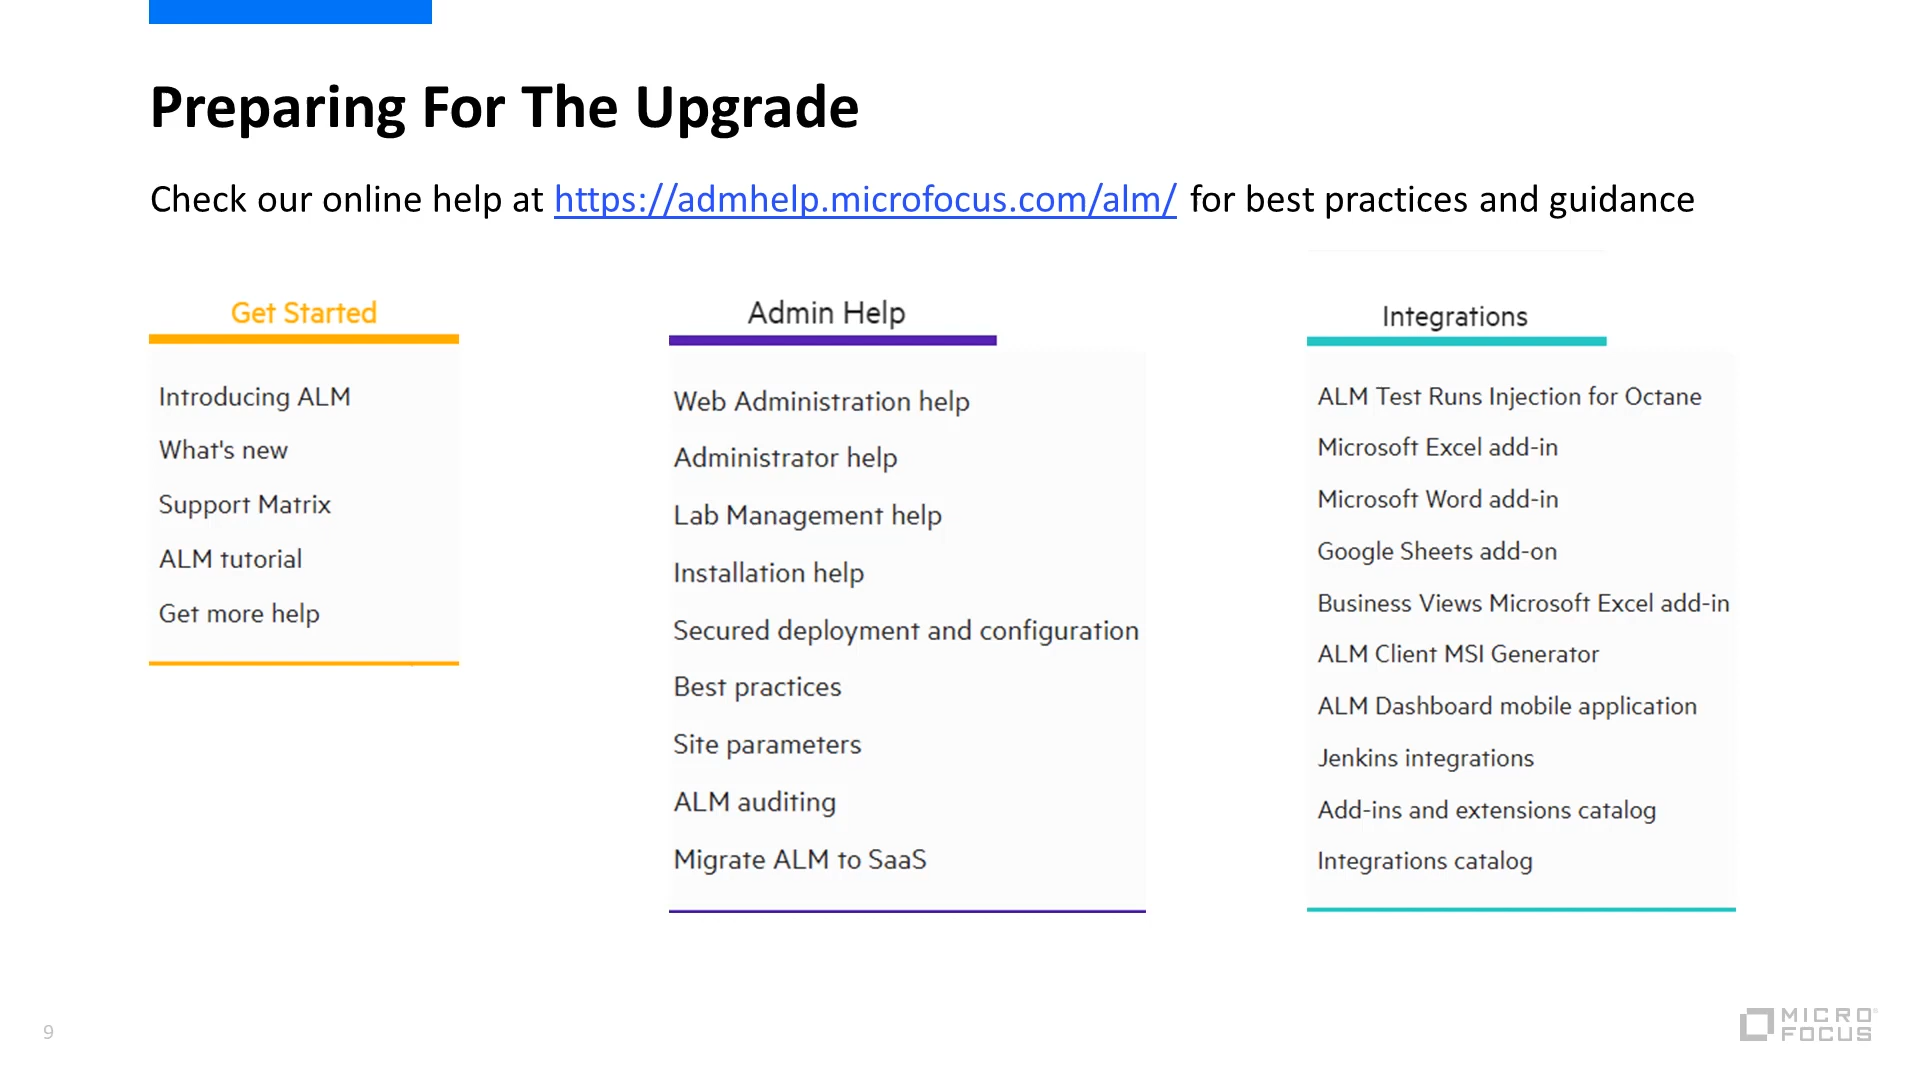 Preparing For The Upgrade
Check our online help at https://admhelp.microfocus.com/alm/ for best practices and guidance
Get Started
Introducing ALM
What's new
Support Matrix
ALM tutorial
Get more help
Admin Help
Web Administration help
Administrator help
Lab Management help
Installation help
Secured deployment and configuration
Best practices
Site parameters
ALM auditing
Migrate ALM to SaaS
Integrations
ALM Test Runs Injection for Octane
Microsoft Excel add-in
Microsoft Word add-in
Google Sheets add-on
Business Views Microsoft Excel add-in
ALM Client MSI Generator
ALM Dashboard mobile application
Jenkins integrations
Add-ins and extensions catalog
Integrations catalog
9
MICRO
FOCUS